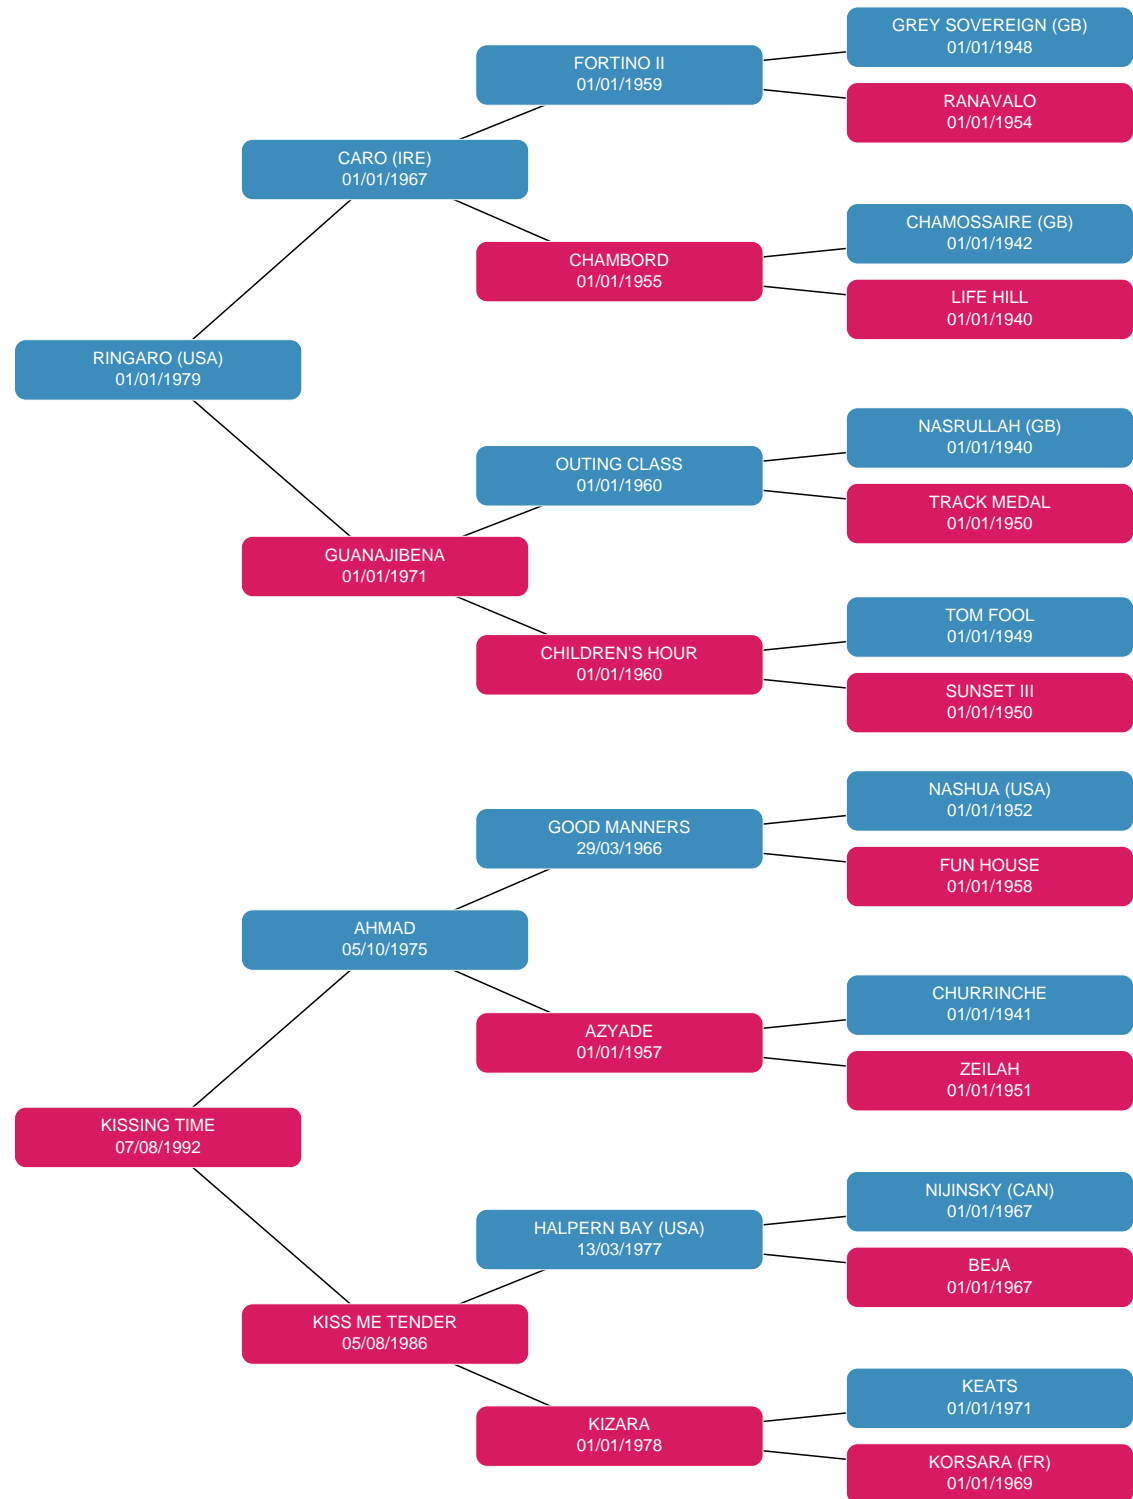 GREY SOVEREIGN (GB)
01/01/1948
FORTINO II
01/01/1959
RANAVALO
01/01/1954
CARO (IRE)
01/01/1967
CHAMOSSAIRE (GB)
01/01/1942
CHAMBORD
01/01/1955
LIFE HILL
01/01/1940
RINGARO (USA)
01/01/1979
NASRULLAH (GB)
01/01/1940
OUTING CLASS
01/01/1960
TRACK MEDAL
01/01/1950
GUANAJIBENA
01/01/1971
TOM FOOL
01/01/1949
CHILDREN'S HOUR
01/01/1960
SUNSET III
01/01/1950
NASHUA (USA)
01/01/1952
GOOD MANNERS
29/03/1966
FUN HOUSE
01/01/1958
AHMAD
05/10/1975
CHURRINCHE
01/01/1941
AZYADE
01/01/1957
ZEILAH
01/01/1951
KISSING TIME
07/08/1992
NIJINSKY (CAN)
01/01/1967
HALPERN BAY (USA)
13/03/1977
BEJA
01/01/1967
KISS ME TENDER
05/08/1986
KEATS
01/01/1971
KIZARA
01/01/1978
KORSARA (FR)
01/01/1969